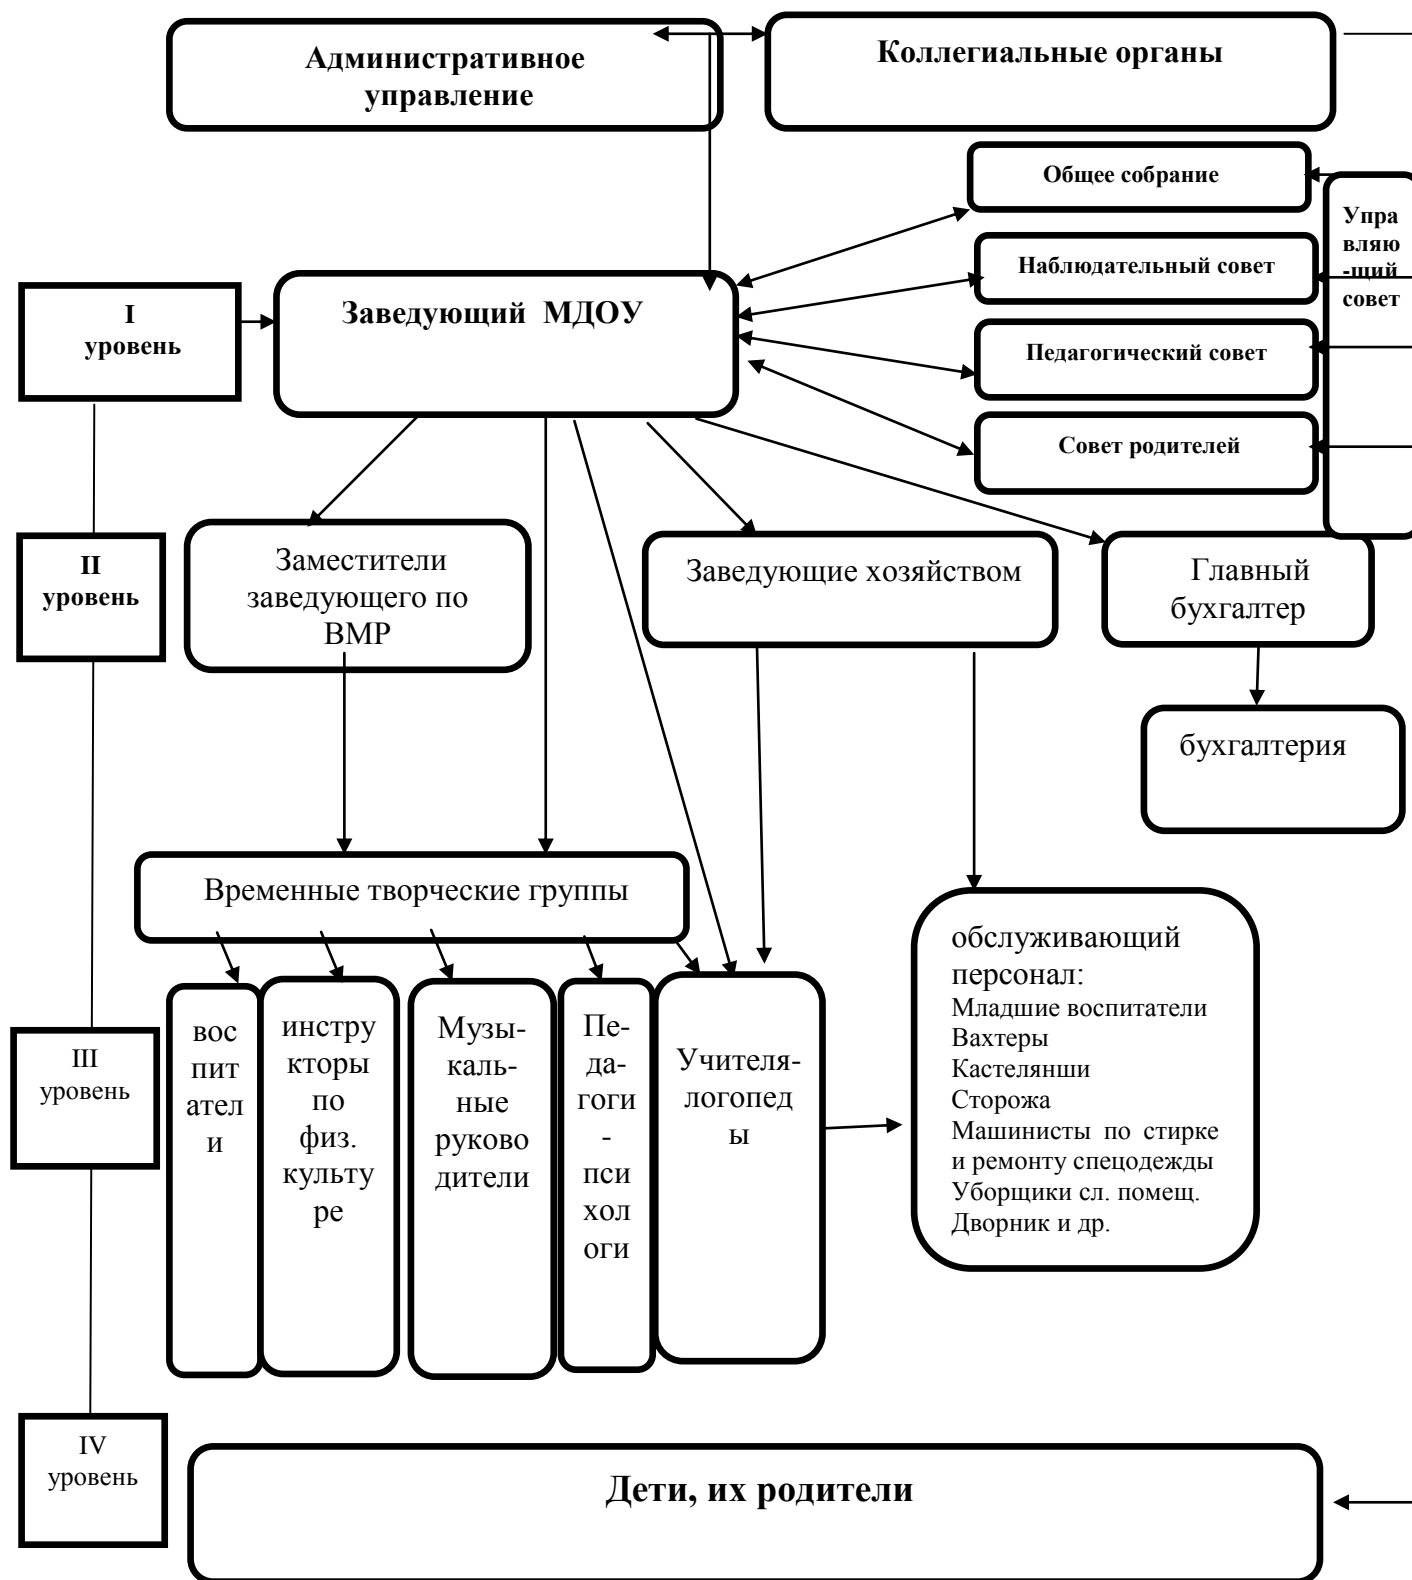 Административное
управление
Коллегиальные органы
Общее собрание
Упра
вляю
-щий
совет
Наблюдательный совет
I
уровень
Заведующий МДОУ
Педагогический совет
Совет родителей
II
уровень
Заместители
заведующего по
ВМР
Заведующие хозяйством
Главный
бухгалтер
бухгалтерия
Временные творческие группы
обслуживающий
персонал:
Младшие воспитатели
Вахтеры
Кастелянши
Сторожа
Машинисты по стирке
и ремонту спецодежды
Уборщики сл. помещ.
Дворник и др.
III
уровень
вос
пит
ател
и
инстру
кторы
по
физ.
культу
ре
Музы-
каль-
ные
руково
дители
Пе-
да-
гоги
-
пси
хол
оги
Учителя-
логопед
ы
IV
уровень
Дети, их родители